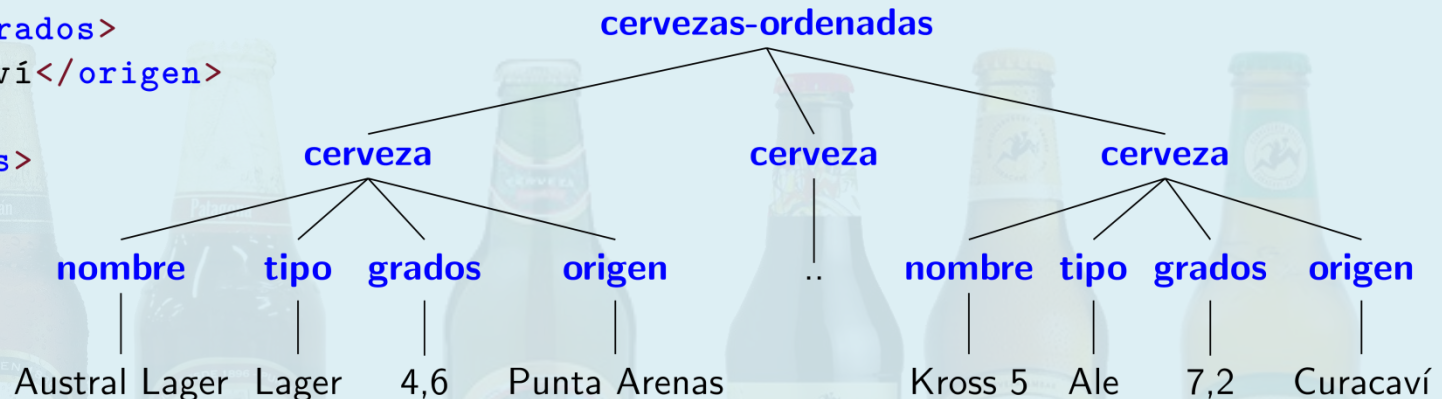 rados>
cervezas-ordenadas
ví</origen>
s>
cerveza cerveza cerveza
nombre tipo grados origen .. nombre tipo grados origen
Austral Lager Lager 4,6 Punta Arenas Kross 5 Ale 7,2 Curacaví